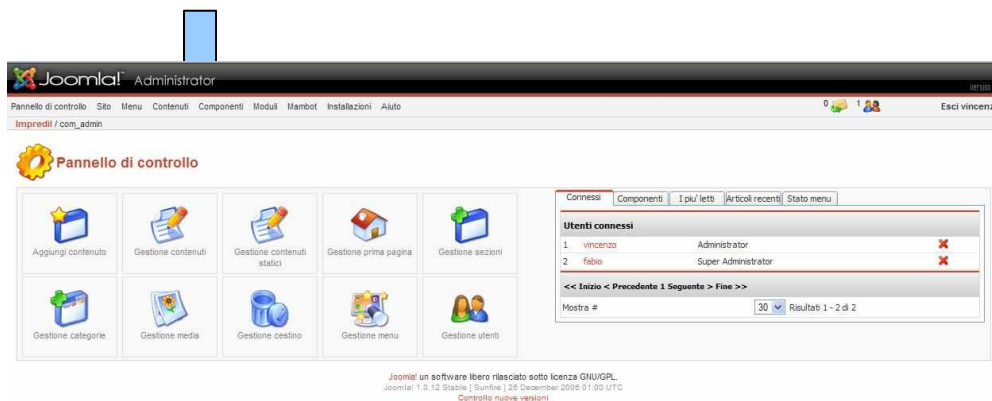 Joomla! Administrator
version
Pannello di controllo Sito Menu Contenuti Componenti Moduli Mambot Installazioni Aiuto 0 1 Esci vincenz
Impredil / com_admin
Pannello di controllo
Connessi Componenti I piu' letti Articoli recenti Stato menu
Utenti connessi
1 vincenzo Administrator
2 fabio Super Administrator
<< Inizio < Precedente 1 Seguente > Fine >>
Mostra # 30 Risultati 1 - 2 di 2
Aggiungi contenuto Gestione contenuti Gestione contenuti statici Gestione prima pagina Gestione sezioni
Gestione categorie Gestione media Gestione cestino Gestione menu Gestione utenti
Joomla! un software libero rilasciato sotto licenza GNU/GPL.
Joomla! 1.0.12 Stable [ Sunfire ] 25 December 2006 01:00 UTC
Controllo nuove versioni